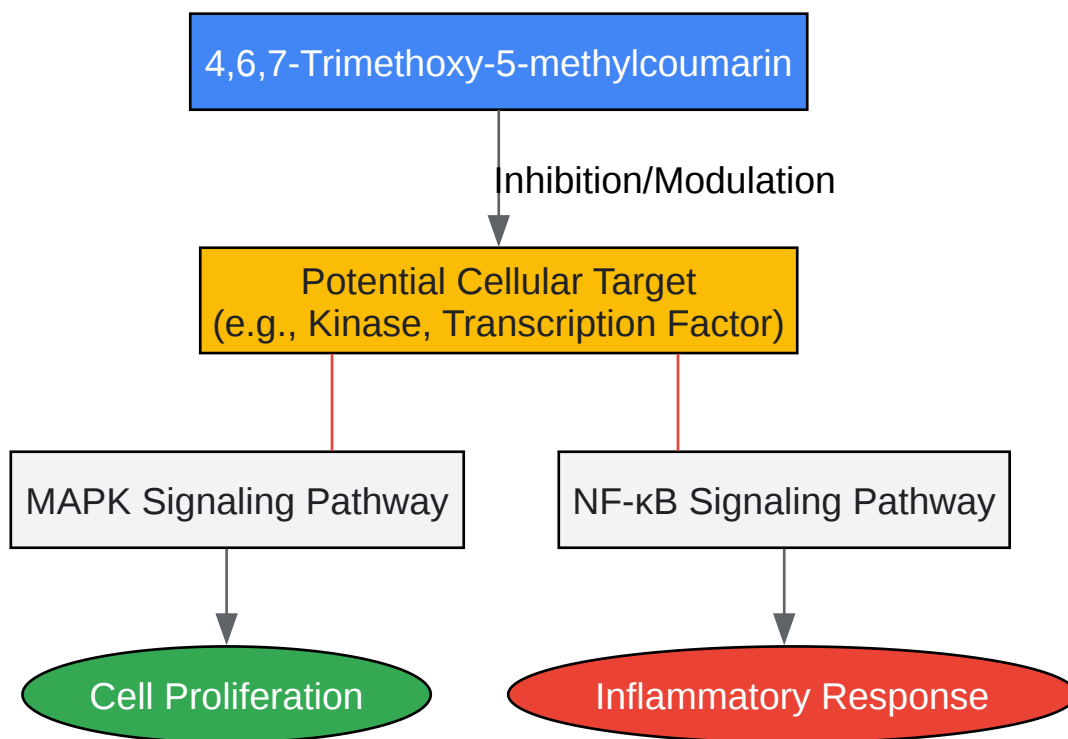 4,6,7-Trimethoxy-5-methylcoumarin
Inhibition/Modulation
Potential Cellular Target
(e.g., Kinase, Transcription Factor)
MAPK Signaling Pathway
NF-κB Signaling Pathway
Cell Proliferation
Inflammatory Response